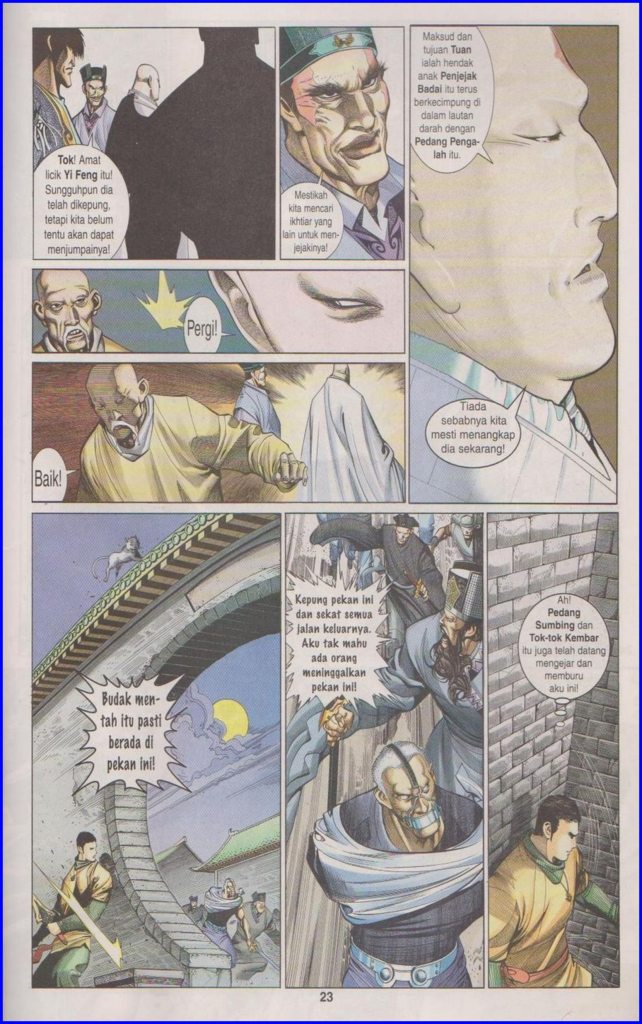 Tok! Amat
licik Yi Feng itu!
Sungguhpun dia
telah dikepung,
tetapi kita belum
tentu akan dapat
menjumpainya!
Mestikah
kita mencari
ikhtiar yang
lain untuk men-
jejakinya!
Maksud dan
tujuan Tuan
ialah hendak
anak Penjejak
Badai itu terus
berkecimpung di
dalam lautan
darah dengan
Pedang Penga-
lah itu.
Pergi!
Baik!
Tiada
sebabnya kita
mesti menangkap
dia sekarang!
Budak men-
tah itu pasti
berada di
pekan ini!
Kepung pekan ini
dan sekat semua
jalan keluarnya.
Aku tak mahu
ada orang
meninggalkan
pekan ini!
Ah!
Pedang
Sumbing dan
Tok-tok Kembar
itu juga telah datang
mengejar dan
memburu
aku ini!
23